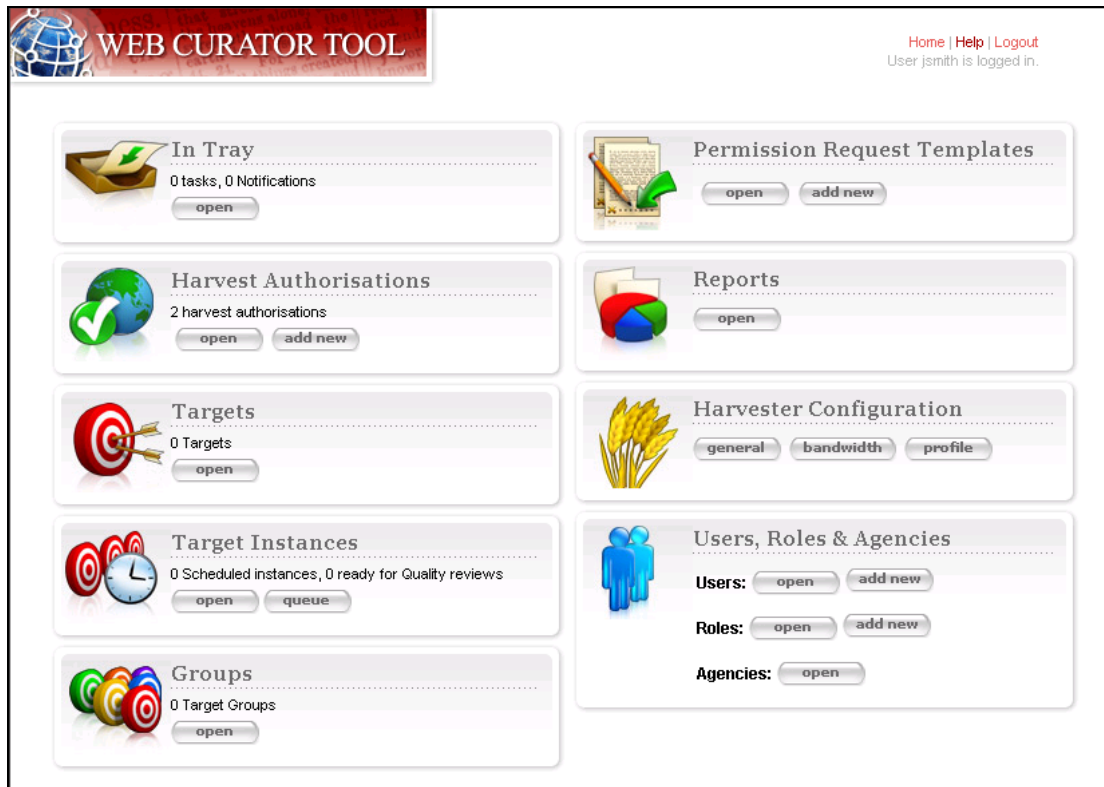 WEB CURATOR TOOL
Home | Help | Logout
User jsmith is logged in.
In Tray
0 tasks, 0 Notifications
open
Harvest Authorisations
2 harvest authorisations
open add new
Targets
0 Targets
open
Target Instances
0 Scheduled instances, 0 ready for Quality reviews
open queue
Groups
0 Target Groups
open
Permission Request Templates
open add new
Reports
open
Harvester Configuration
general bandwidth profile
Users, Roles & Agencies
Users: open add new
Roles: open add new
Agencies: open